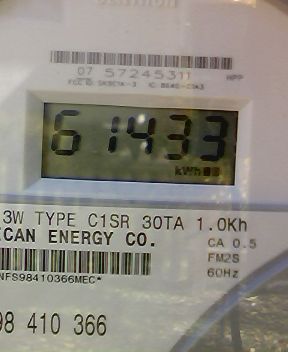 07 57245311 HPP
61433
kWh
3W TYPE C1SR 30TA 1.0Kh
CAN ENERGY CO.
CA 0.5
FM2S
NFS98410366MEC*
60Hz
98 410 366